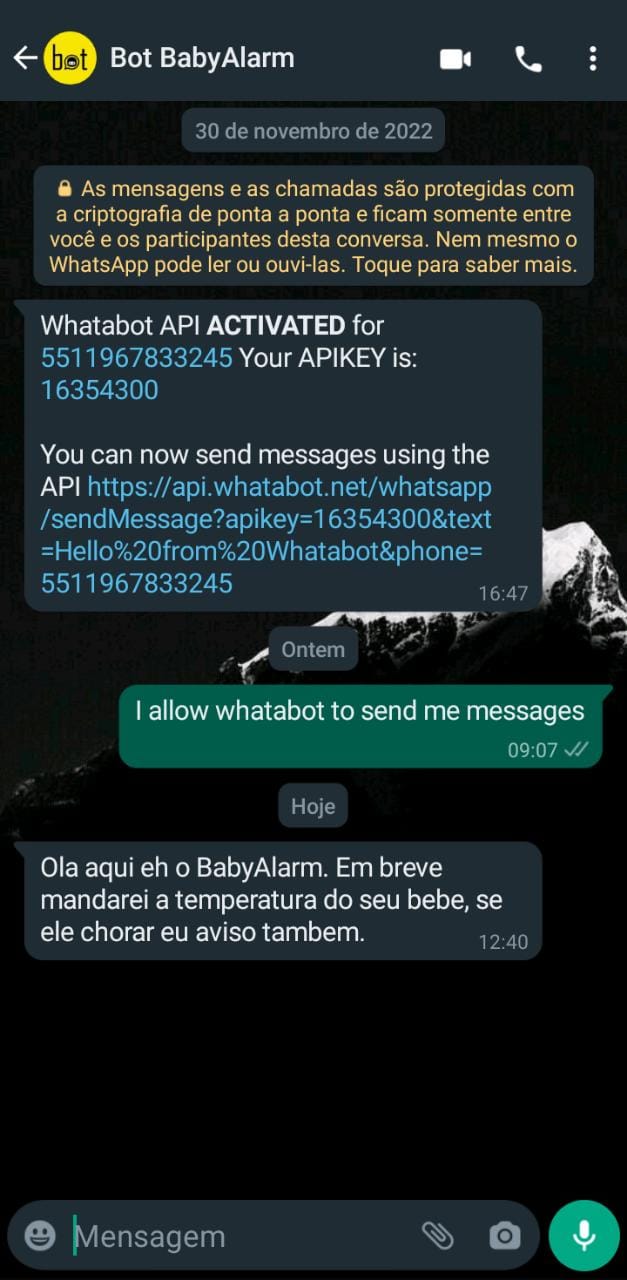 bot
Bot BabyAlarm
30 de novembro de 2022
As mensagens e as chamadas são protegidas com
a criptografia de ponta a ponta e ficam somente entre
você e os participantes desta conversa. Nem mesmo o
WhatsApp pode ler ou ouvi-las. Toque para saber mais.
Whatabot API ACTIVATED for
5511967833245 Your APIKEY is:
16354300
You can now send messages using the
API https://api.whatabot.net/whatsapp
/sendMessage?apikey=16354300&text
=Hello%20from%20Whatabot&phone=
5511967833245
16:47
Ontem
I allow whatabot to send me messages
09:07
Hoje
Ola aqui eh o BabyAlarm. Em breve
mandarei a temperatura do seu bebe, se
ele chorar eu aviso tambem.
12:40
Mensagem